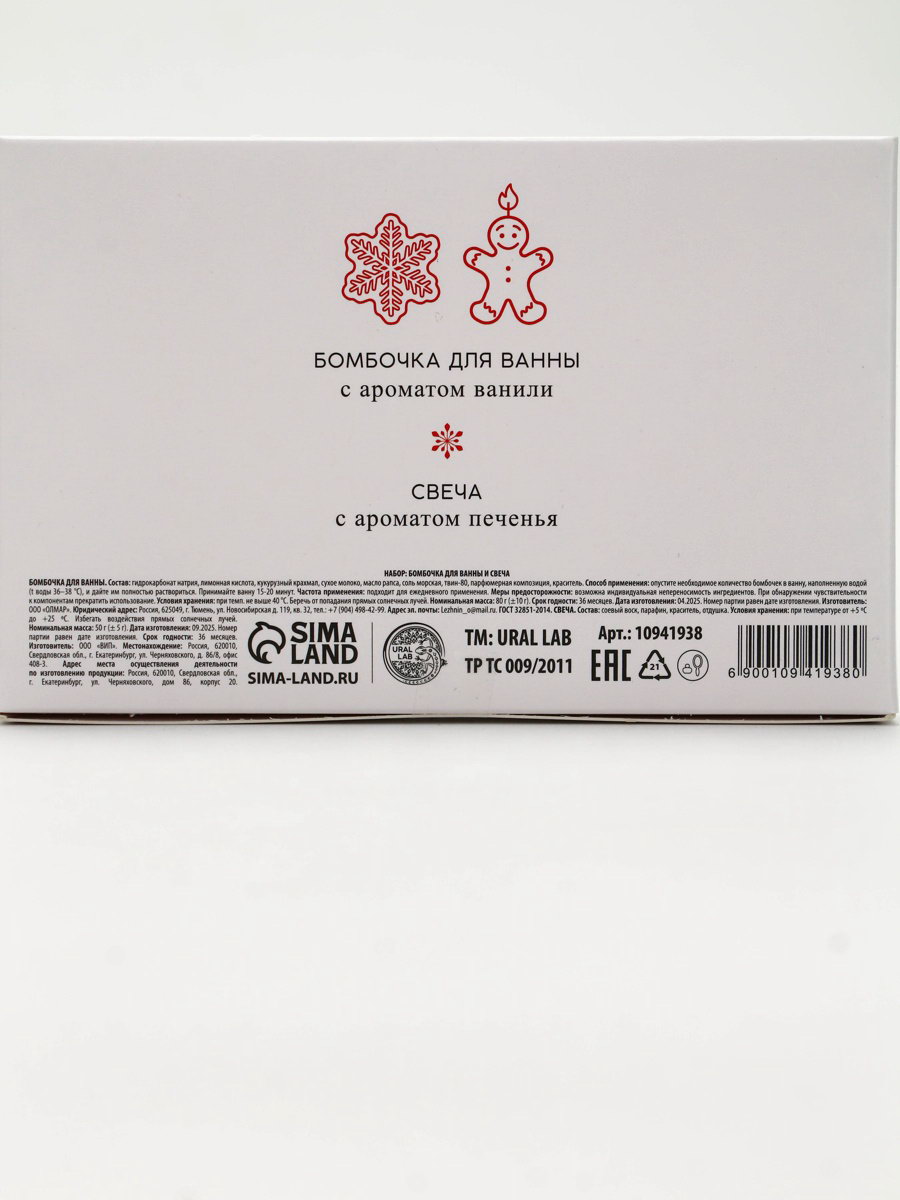 БОМБОЧКА ДЛЯ ВАННЫ
с ароматом ванили
СВЕЧА
с ароматом печенья
НАБОР: БОМБОЧКА ДЛЯ ВАННЫ И СВЕЧА
БОМБОЧКА ДЛЯ ВАННЫ. Состав: гидрокарбонат натрия, лимонная кислота, кукурузный крахмал, сухое молоко, масло рапса, соль морская, твин-80, парфюмерная композиция, краситель. Способ применения: опустите необходимое количество бомбочек в ванну, наполненную водой
(t воды 36–38 °C), и дайте им полностью раствориться. Принимайте ванну 15-20 минут. Частота применения: подходит для ежедневного применения. Меры предосторожности: возможна индивидуальная непереносимость ингредиентов. При обнаружении чувствительности
к компонентам прекратить использование. Условия хранения: при темп. не выше 40 °C. Беречь от попадания прямых солнечных лучей. Номинальная масса: 80 г (±10 г). Срок годности: 36 месяцев. Дата изготовления: 04.2025. Номер партии равен дате изготовления. Изготовитель:
ООО «ОЛМАР». Юридический адрес: Россия, 625049, г. Тюмень, ул. Новосибирская д. 119, кв. 32, тел.: +7 (904) 498-42-99. Адрес эл. почты: Lezhnin_o@mail.ru. ГОСТ 32851-2014. СВЕЧА. Состав: соевый воск, парафин, краситель, отдушка. Условия хранения: при температуре от +5 °C
до +25 °C. Избегать воздействия прямых солнечных лучей.
Номинальная масса: 50 г (± 5 г). Дата изготовления: 09.2025. Номер
партии равен дате изготовления. Срок годности: 36 месяцев.
Изготовитель: ООО «ВИП». Местонахождение: Россия, 620010,
Свердловская обл., г. Екатеринбург, ул. Черняховского, д. 86/8, офис
408-3. Адрес места осуществления деятельности
по изготовлению продукции: Россия, 620010, Свердловская обл.,
г. Екатеринбург, ул. Черняховского, дом 86, корпус 20.
SIMA
LAND
SIMA-LAND.RU
URAL
LAB
ТМ: URAL LAB
ТР ТС 009/2011
Арт.: 10941938
EAC
21
6 900109 419380